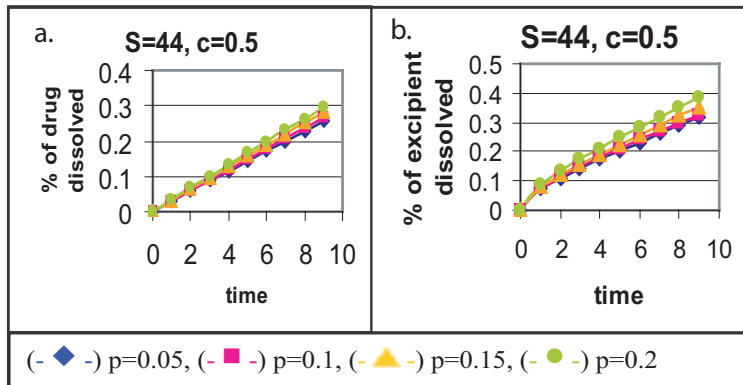 a.
S=44, c=0.5
% of drug
dissolved
0.4
0.3
0.2
0.1
0
0 2 4 6 8 10
time
b.
S=44, c=0.5
% of excipient
dissolved
0.5
0.4
0.3
0.2
0.1
0
0 2 4 6 8 10
time
(- -) p=0.05, (- -) p=0.1, (- -) p=0.15, (- -) p=0.2